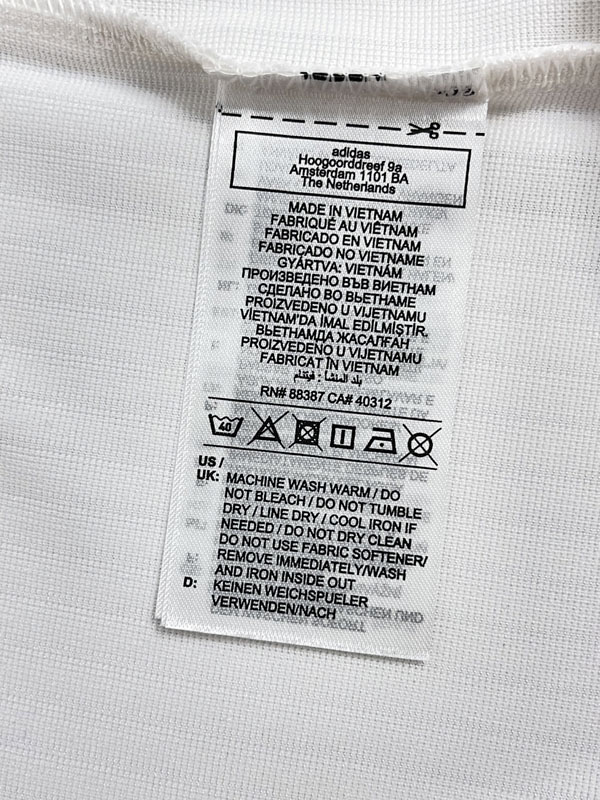 adidas
Hoogoorddreef 9a
Amsterdam 1101 BA
The Netherlands
MADE IN VIETNAM
FABRIQUÉ AU VIÊTNAM
FABRICADO EN VIETNAM
FABRICADO NO VIETNAME
GYÁRTVA: VIETNÁM
ПРОИЗВЕДЕНО ВЪВ ВИЕТНАМ
СДЕЛАНО ВО ВЬЕТНАМЕ
PROIZVEDENO U VIJETNAMU
VİETNAM'DA İMAL EDİLMİŞTİR.
ВЬЕТНАМДА ЖАСАЛҒАН
PROIZVEDENO U VIJETNAMU
FABRICAT ÎN VIETNAM
بلد المنشأ : فيتنام
RN# 88387 CA# 40312
40
US /
UK: MACHINE WASH WARM / DO
NOT BLEACH / DO NOT TUMBLE
DRY / LINE DRY / COOL IRON IF
NEEDED / DO NOT DRY CLEAN
DO NOT USE FABRIC SOFTENER/
REMOVE IMMEDIATELY/WASH
AND IRON INSIDE OUT
D: KEINEN WEICHSPUELER
VERWENDEN/NACH